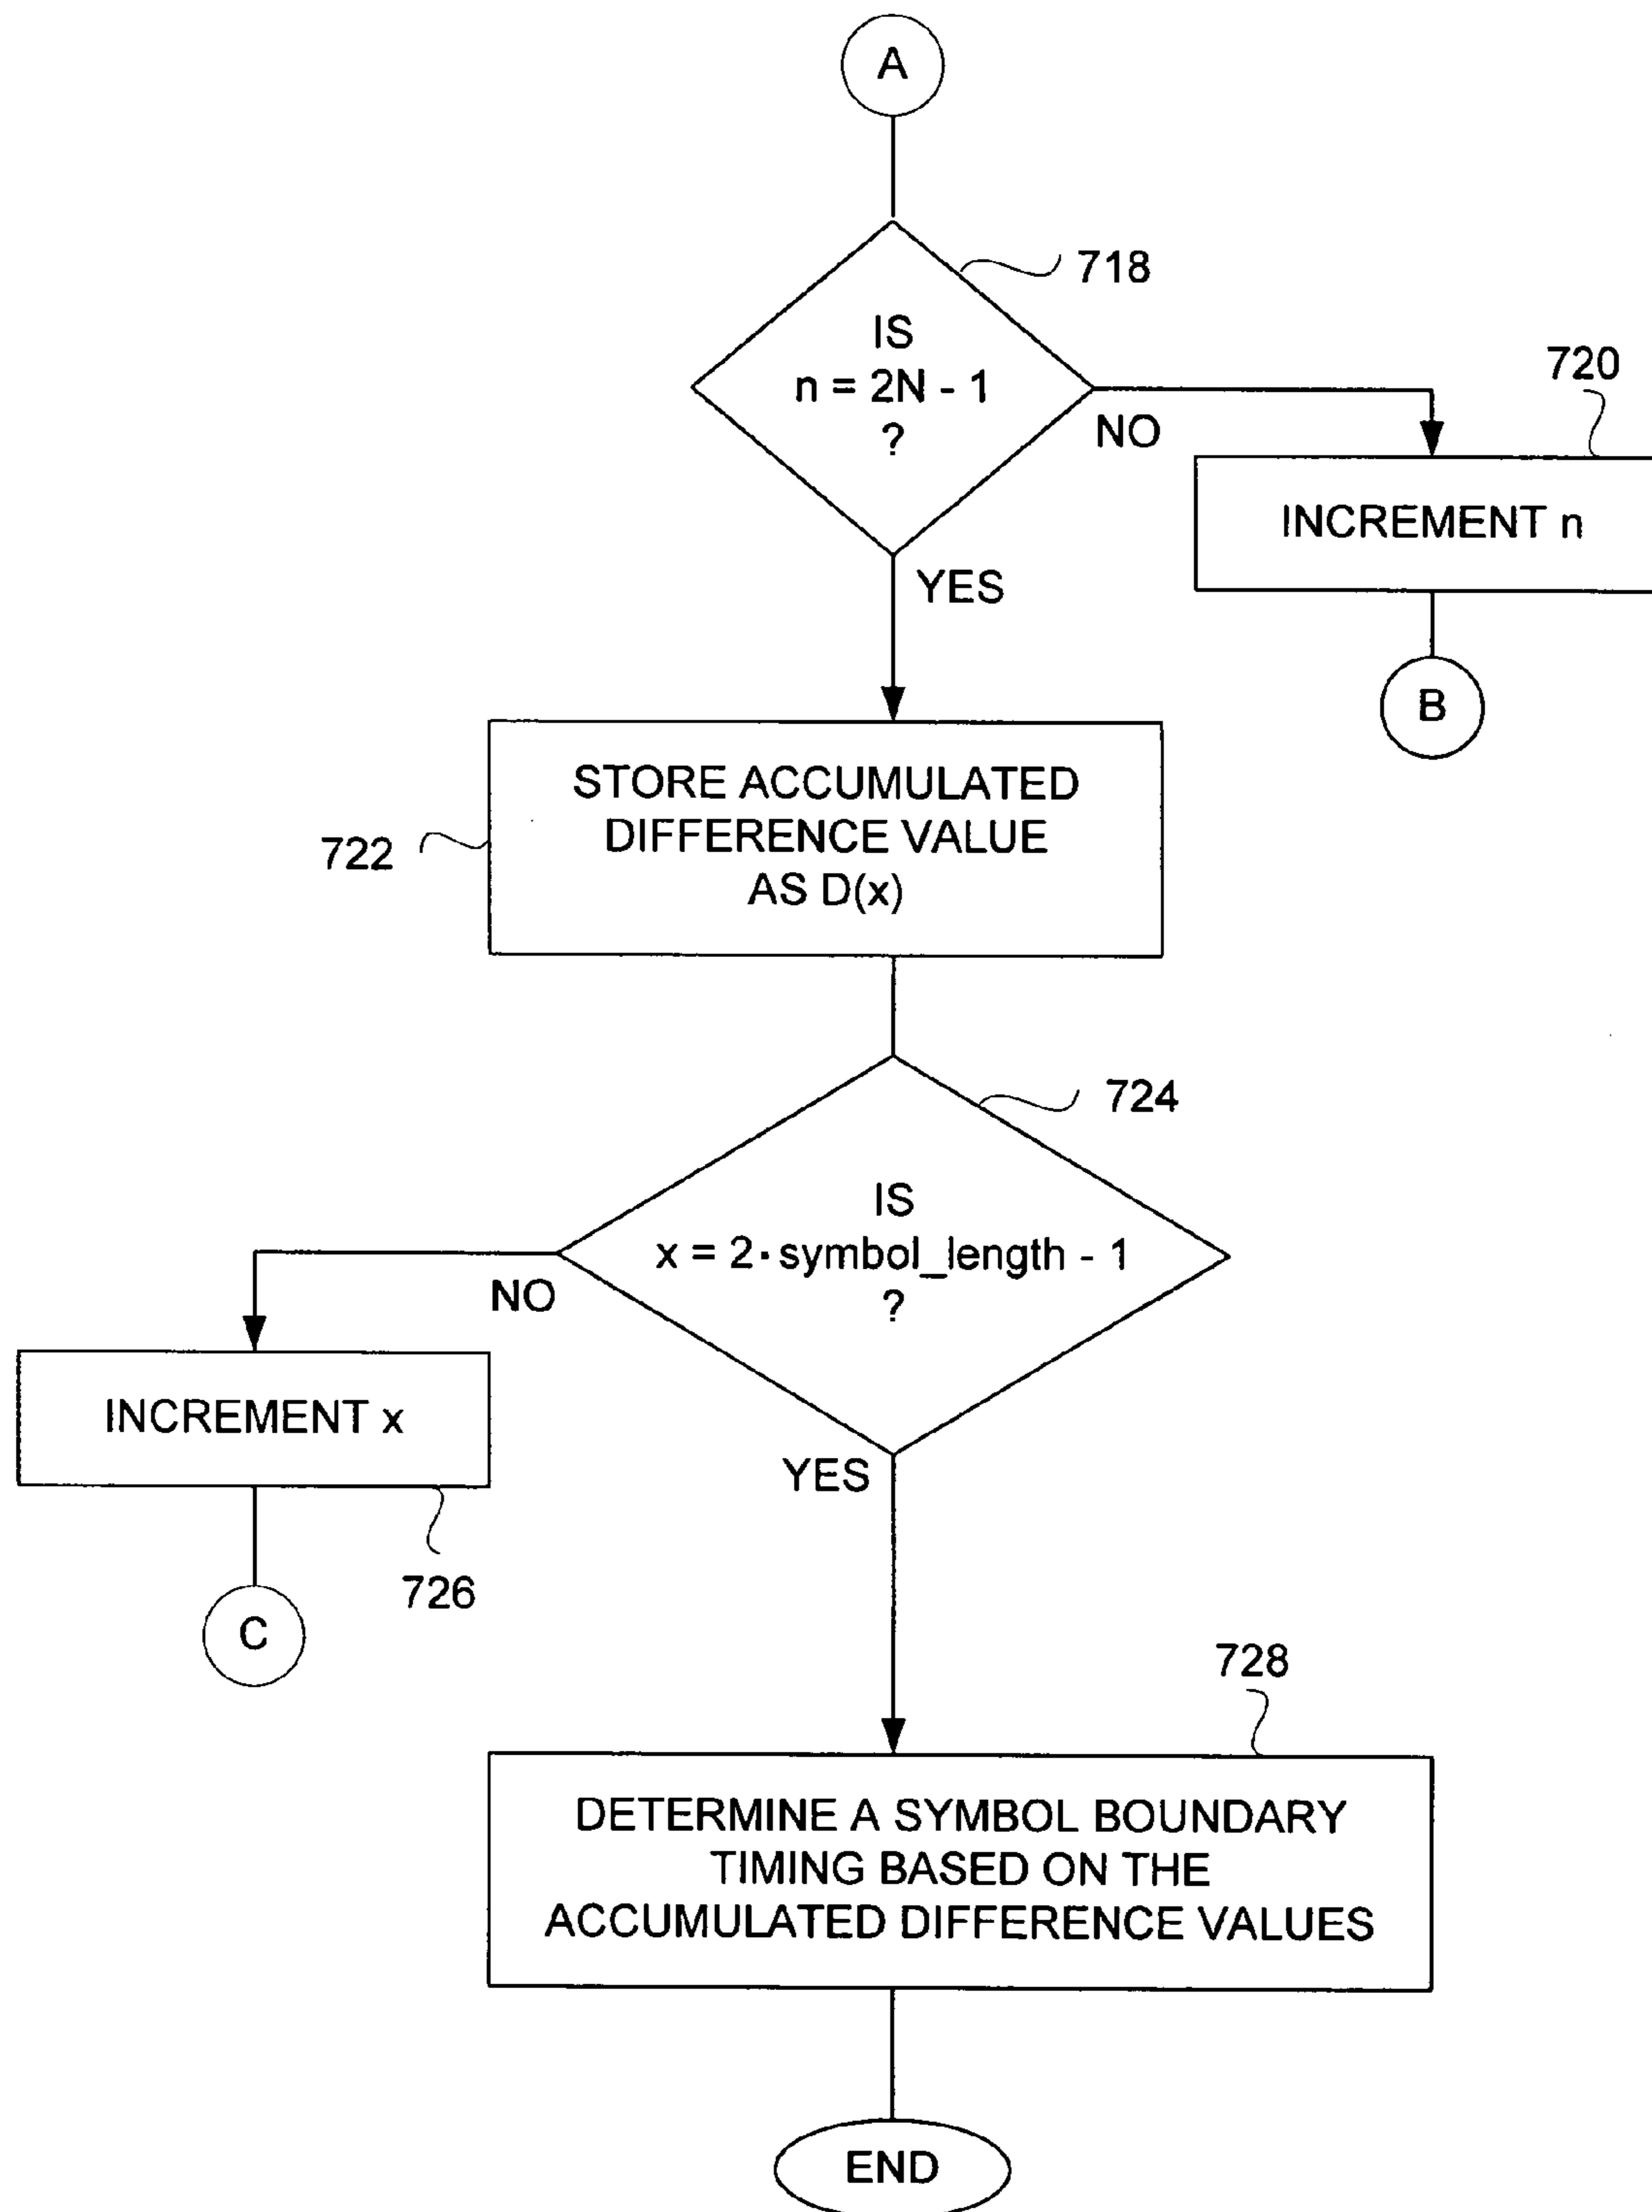 A
718
IS
n = 2N - 1
?
NO
720
INCREMENT n
B
YES
STORE ACCUMULATED
DIFFERENCE VALUE
AS D(x)
722
724
IS
x = 2·symbol_length - 1
?
NO
INCREMENT x
726
C
YES
728
DETERMINE A SYMBOL BOUNDARY
TIMING BASED ON THE
ACCUMULATED DIFFERENCE VALUES
END